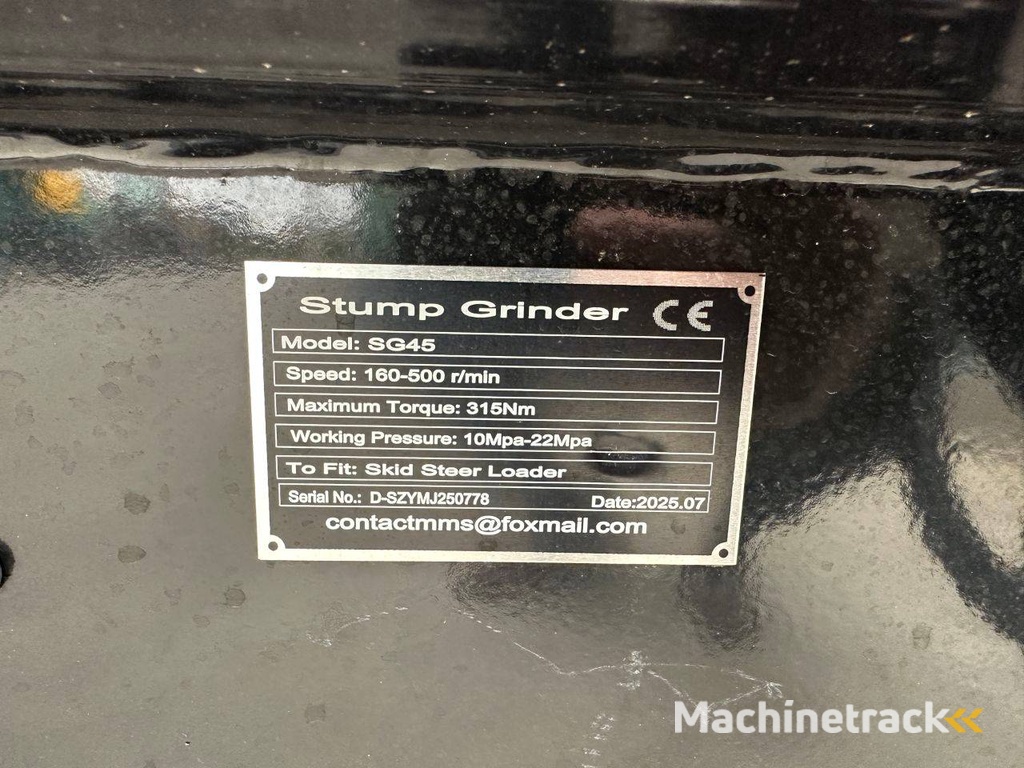 Stump Grinder CE
Model: SG45
Speed: 160-500 r/min
Maximum Torque: 315Nm
Working Pressure: 10Mpa-22Mpa
To Fit: Skid Steer Loader
Serial No.: D-SZYMJ250778 Date:2025.07
contactmms@foxmail.com
Machinetrack